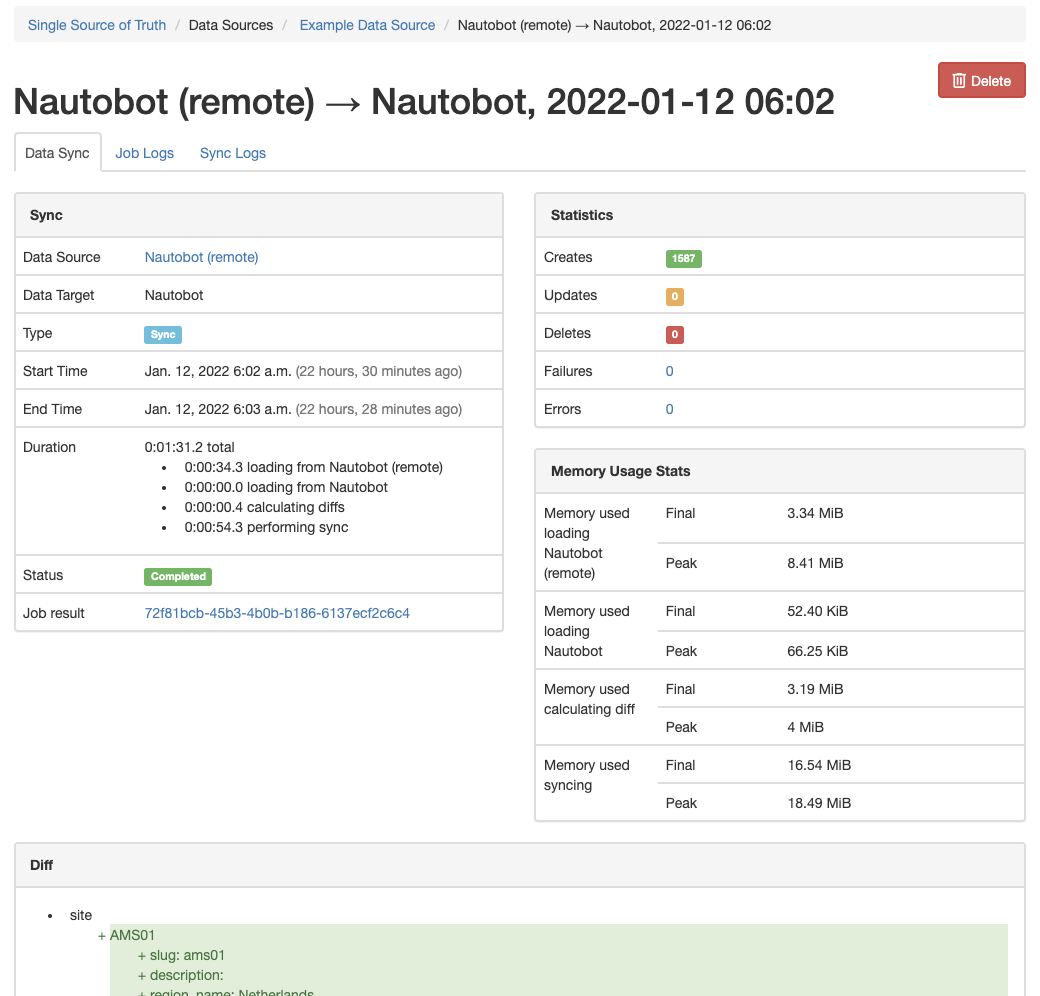 Single Source of Truth / Data Sources / Example Data Source / Nautobot (remote) → Nautobot, 2022-01-12 06:02
Delete
Nautobot (remote) → Nautobot, 2022-01-12 06:02
Data Sync Job Logs Sync Logs
Sync
Data Source Nautobot (remote)
Data Target Nautobot
Type Sync
Start Time Jan. 12, 2022 6:02 a.m. (22 hours, 30 minutes ago)
End Time Jan. 12, 2022 6:03 a.m. (22 hours, 28 minutes ago)
Duration 0:01:31.2 total
• 0:00:34.3 loading from Nautobot (remote)
• 0:00:00.0 loading from Nautobot
• 0:00:00.4 calculating diffs
• 0:00:54.3 performing sync
Status Completed
Job result 72f81bcb-45b3-4b0b-b186-6137ecf2c6c4
Statistics
Creates 1587
Updates 0
Deletes 0
Failures 0
Errors 0
Memory Usage Stats
Memory used Final 3.34 MiB
loading
Nautobot Peak 8.41 MiB
(remote)
Memory used Final 52.40 KiB
loading
Nautobot Peak 66.25 KiB
Memory used Final 3.19 MiB
calculating diff
Peak 4 MiB
Memory used Final 16.54 MiB
syncing
Peak 18.49 MiB
Diff
• site
+ AMS01
+ slug: ams01
+ description:
+ region_name: Netherlands